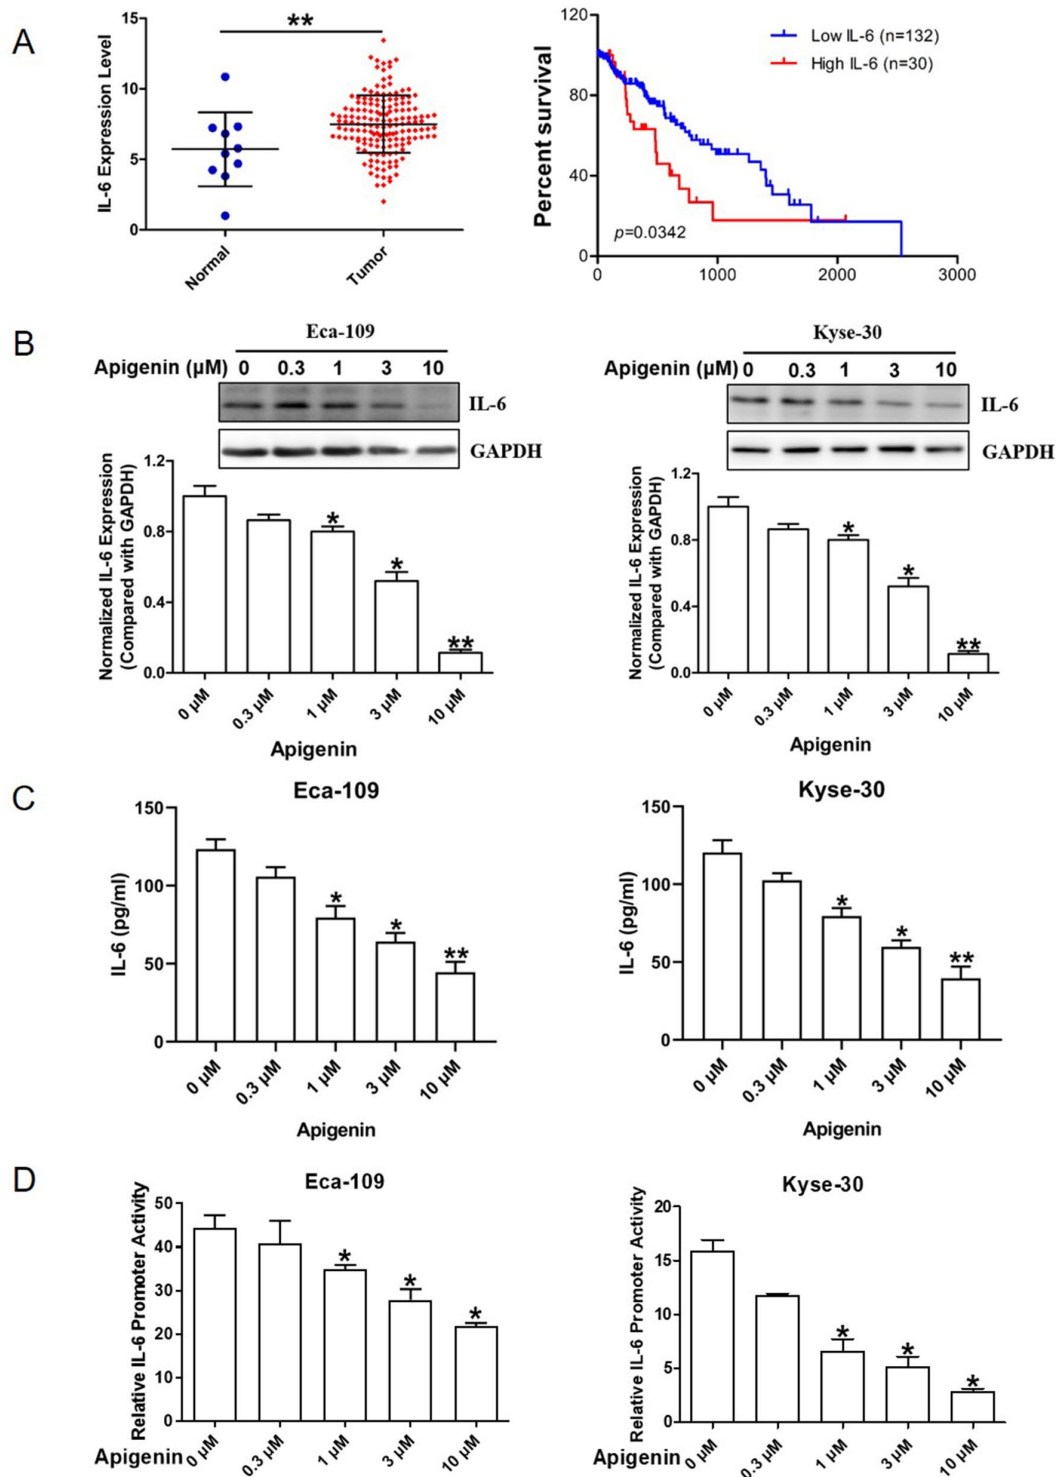 A
IL-6 Expression Level
15
10
5
0
**
Normal
Tumor
Percent survival
120
80
40
0
Low IL-6 (n=132)
High IL-6 (n=30)
p=0.0342
0 1000 2000 3000
B
Eca-109
Apigenin (µM) 0 0.3 1 3 10
IL-6
GAPDH
Normalized IL-6 Expression
(Compared with GAPDH)
1.2
0.8
0.4
0.0
* * **
0 µM 0.3 µM 1 µM 3 µM 10 µM
Apigenin
Kyse-30
Apigenin (µM) 0 0.3 1 3 10
IL-6
GAPDH
Normalized IL-6 Expression
(Compared with GAPDH)
1.2
0.8
0.4
0.0
* * **
0 µM 0.3 µM 1 µM 3 µM 10 µM
Apigenin
C
Eca-109
IL-6 (pg/ml)
150
100
50
0
* * **
0 µM 0.3 µM 1 µM 3 µM 10 µM
Apigenin
Kyse-30
IL-6 (pg/ml)
150
100
50
0
* * **
0 µM 0.3 µM 1 µM 3 µM 10 µM
Apigenin
D
Eca-109
Relative IL-6 Promoter Activity
50
40
30
20
10
0
* * *
Apigenin 0 µM 0.3 µM 1 µM 3 µM 10 µM
Kyse-30
Relative IL-6 Promoter Activity
20
15
10
5
0
* * *
Apigenin 0 µM 0.3 µM 1 µM 3 µM 10 µM